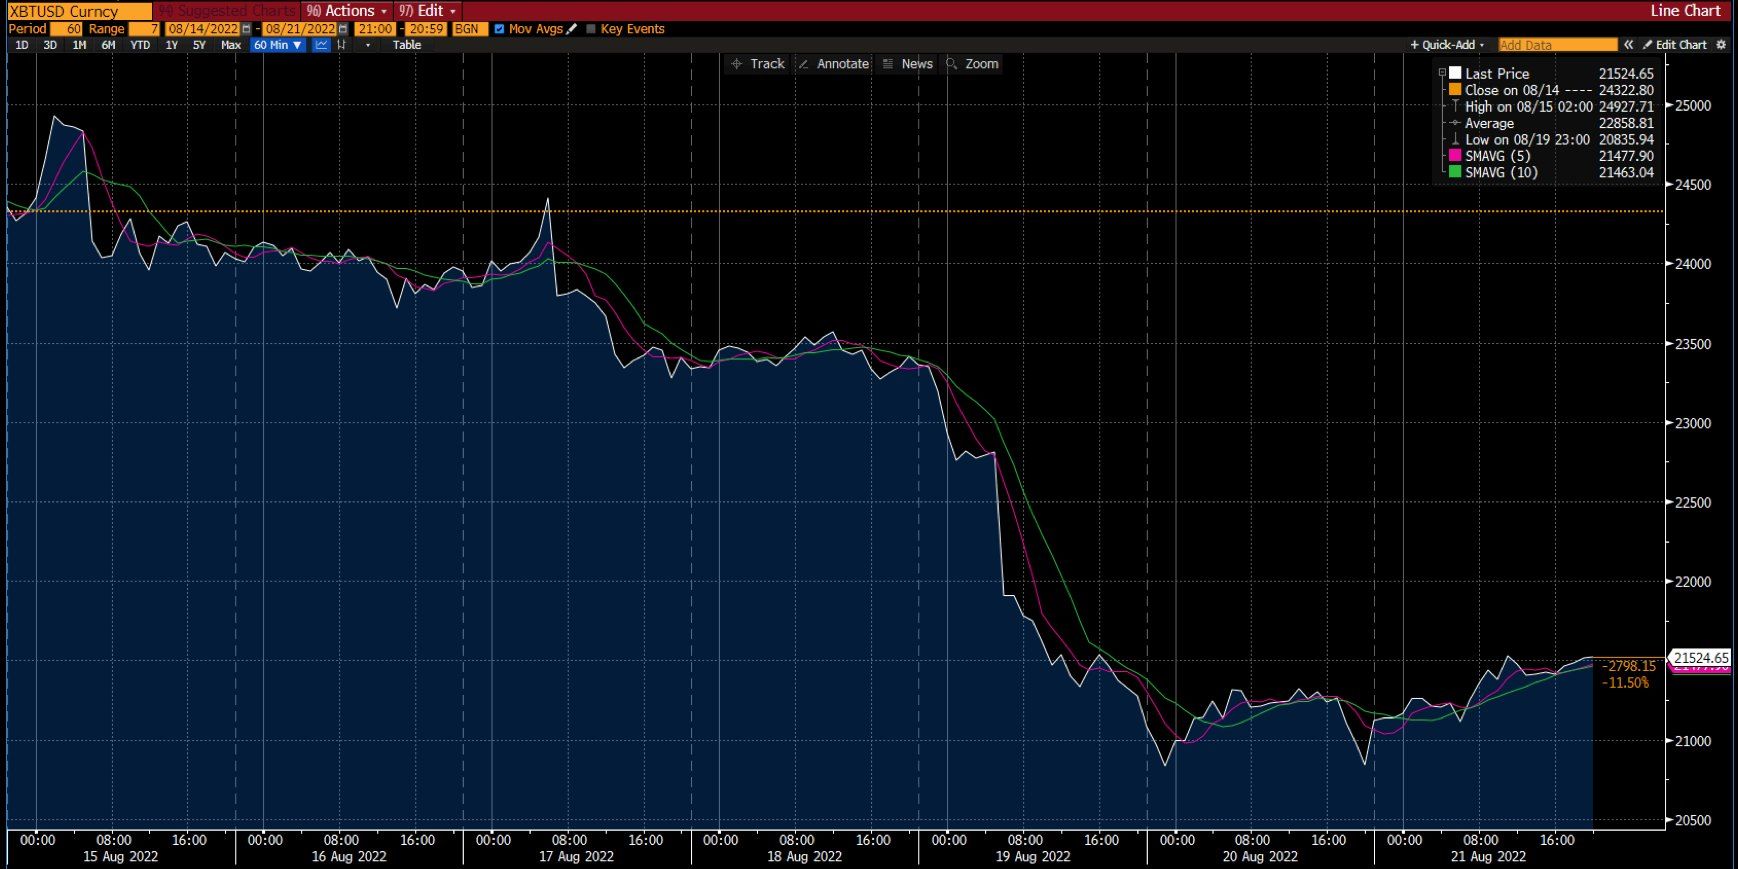 XBTUSD Curncy 94) Suggested Charts 96) Actions 97) Edit Line Chart
Period 60 Range 7 08/14/2022 - 08/21/2022 21:00 - 20:59 BGN Mov Avgs Key Events
1D 3D 1M 6M YTD 1Y 5Y Max 60 Min ▼ Table + Quick-Add Add Data « Edit Chart
Track Annotate News Zoom
Last Price 21524.65
Close on 08/14 ---- 24322.80
High on 08/15 02:00 24927.71
Average 22858.81
Low on 08/19 23:00 20835.94
SMAVG (5) 21477.90
SMAVG (10) 21463.04
25000
24500
24000
23500
23000
22500
22000
21524.65
-2798.15
-11.50%
21000
20500
00:00 08:00 16:00 00:00 08:00 16:00 00:00 08:00 16:00 00:00 08:00 16:00 00:00 08:00 16:00 00:00 08:00 16:00 00:00 08:00 16:00
15 Aug 2022 16 Aug 2022 17 Aug 2022 18 Aug 2022 19 Aug 2022 20 Aug 2022 21 Aug 2022